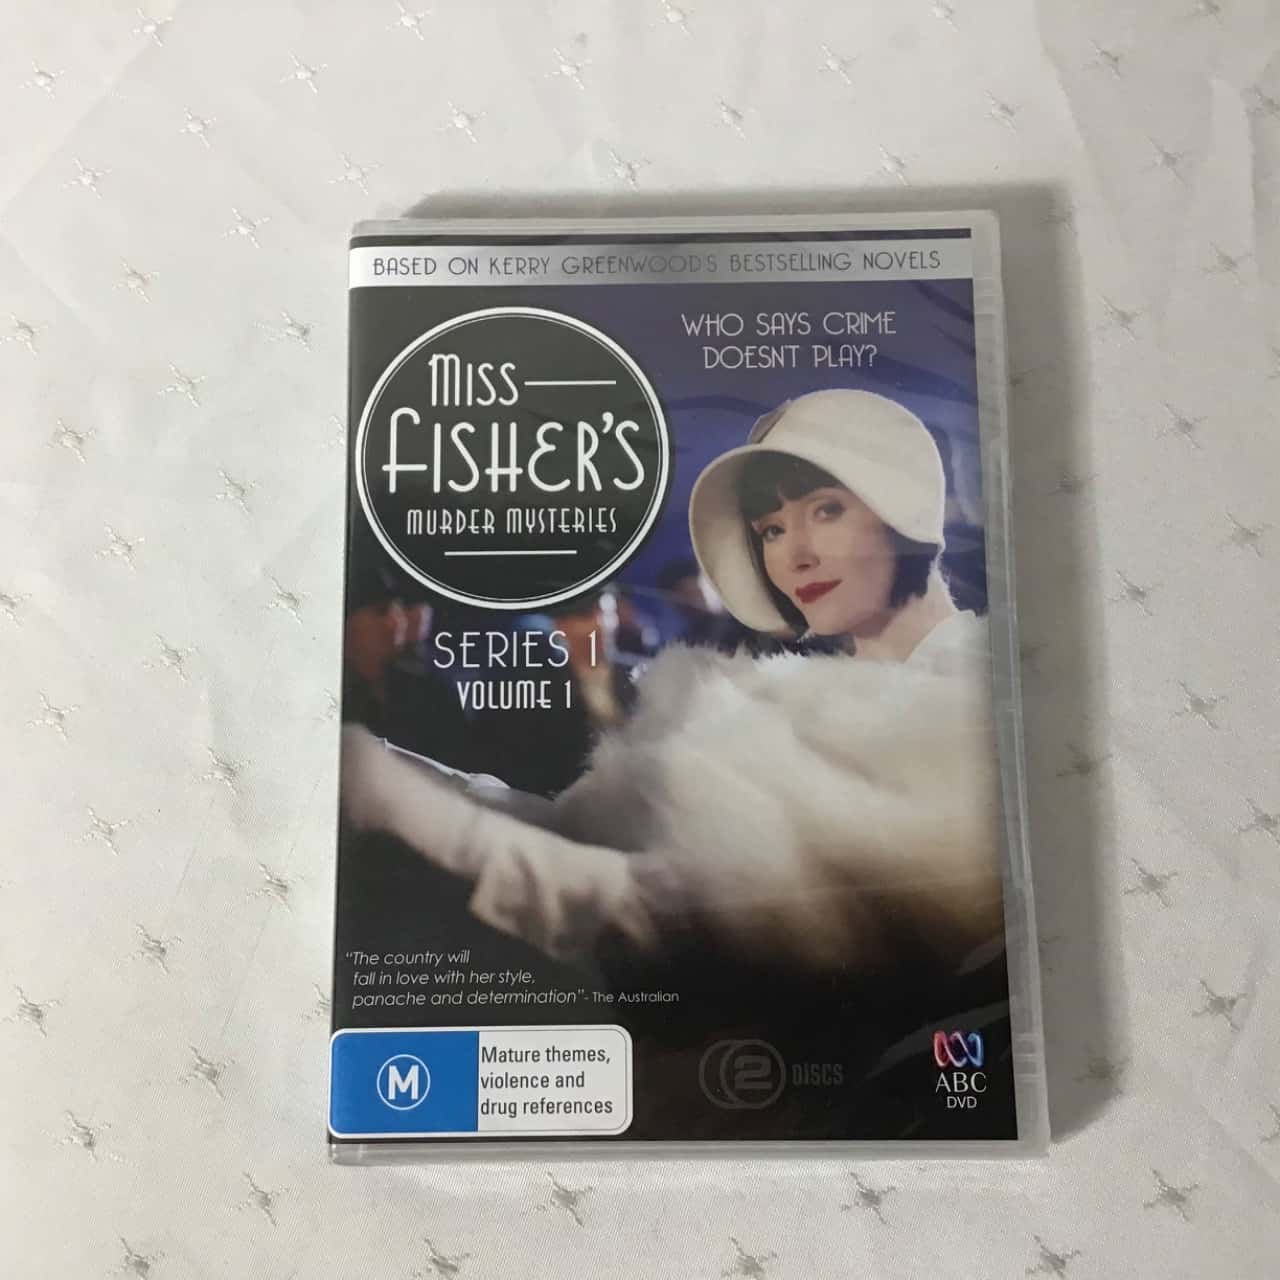 BASED ON KERRY GREENWOOD'S BESTSELLING NOVELS
WHO SAYS CRIME
DOESN'T PLAY?
MISS
FISHER'S
MURDER MYSTERIES
SERIES 1
VOLUME 1
"The country will
fall in love with her style,
panache and determination" - The Australian
M
Mature themes,
violence and
drug references
2 DISCS
ABC
DVD